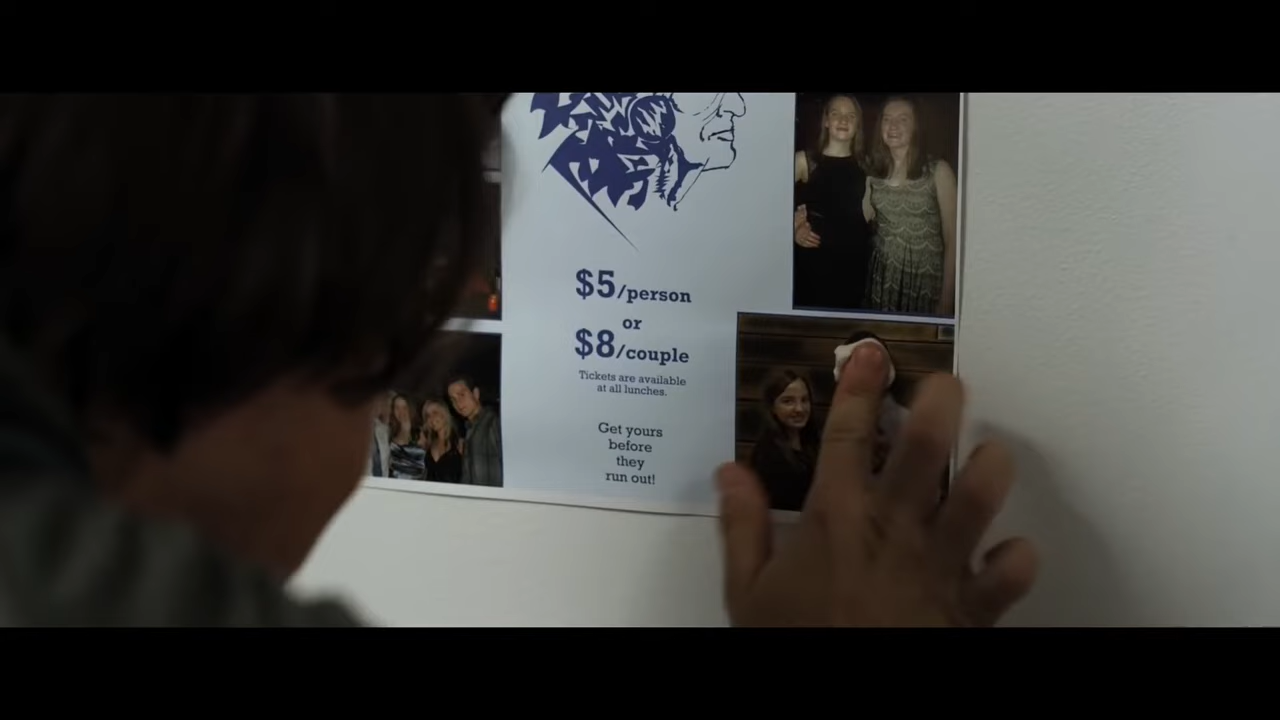 $5/person
or
$8/couple
Tickets are available
at all lunches.
Get yours
before
they
run out!